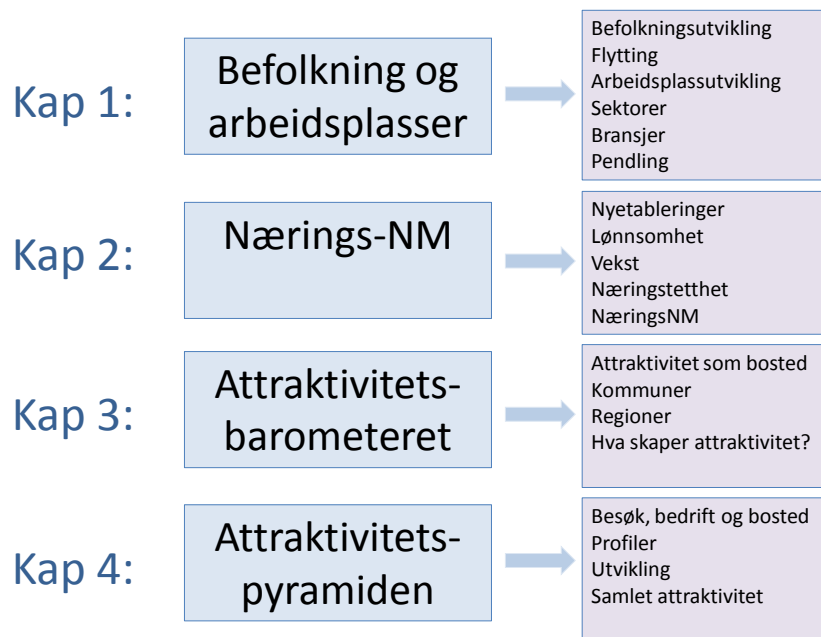 Kap 1:
Befolkning og
arbeidsplasser
Befolkningsutvikling
Flytting
Arbeidsplassutvikling
Sektorer
Bransjer
Pendling
Kap 2:
Nærings-NM
Nyetableringer
Lønnsomhet
Vekst
Næringstetthet
NæringsNM
Kap 3:
Attraktivitets-
barometeret
Attraktivitet som bosted
Kommuner
Regioner
Hva skaper attraktivitet?
Kap 4:
Attraktivitets-
pyramiden
Besøk, bedrift og bosted
Profiler
Utvikling
Samlet attraktivitet